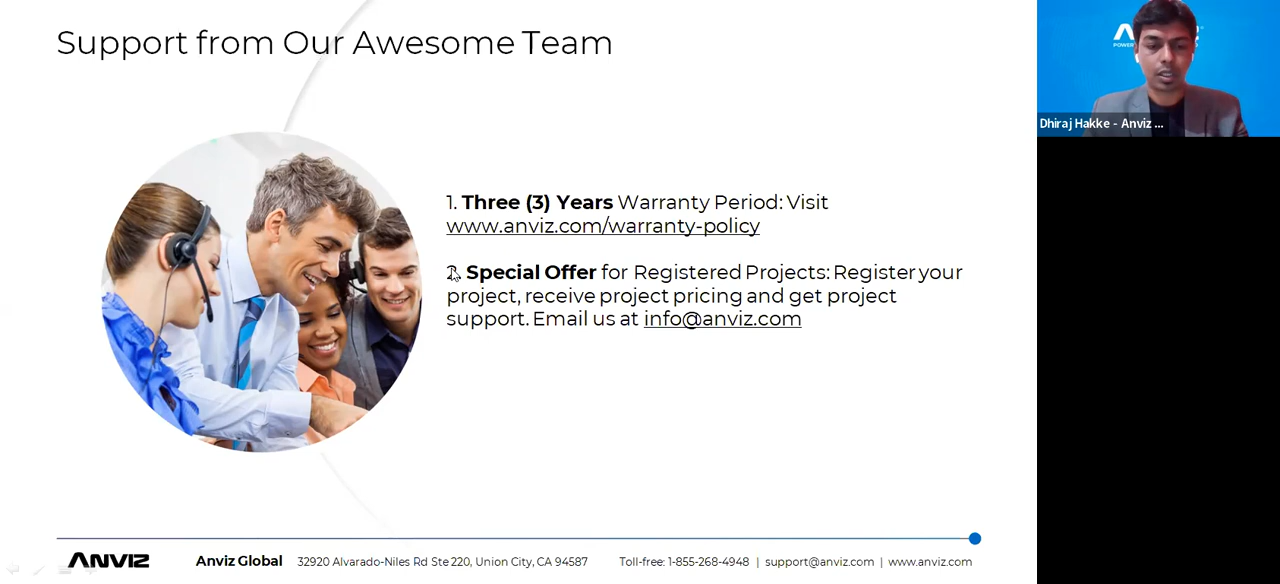 Support from Our Awesome Team
Dhiraj Hakke - Anviz ...
1. Three (3) Years Warranty Period: Visit
www.anviz.com/warranty-policy
2. Special Offer for Registered Projects: Register your
project, receive project pricing and get project
support. Email us at info@anviz.com
ANVIZ Anviz Global 32920 Alvarado-Niles Rd Ste 220, Union City, CA 94587 Toll-free: 1-855-268-4948 | support@anviz.com | www.anviz.com